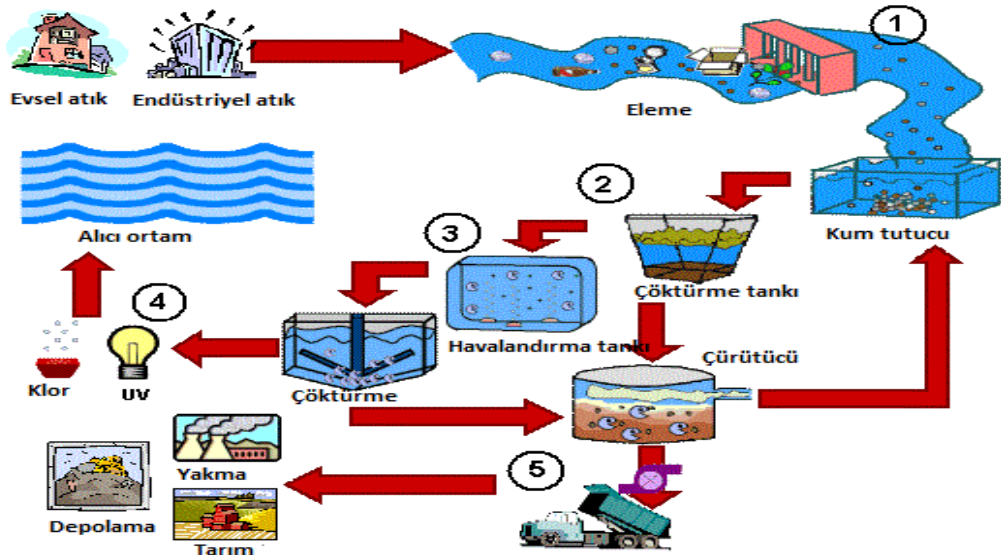 1
Evsel atık
Endüstriyel atık
Eleme
2
Kum tutucu
Alıcı ortam
3
Çöktürme tankı
4
Havalandırma tankı
Çürütücü
Klor
UV
Çöktürme
5
Yakma
Depolama
Tarım